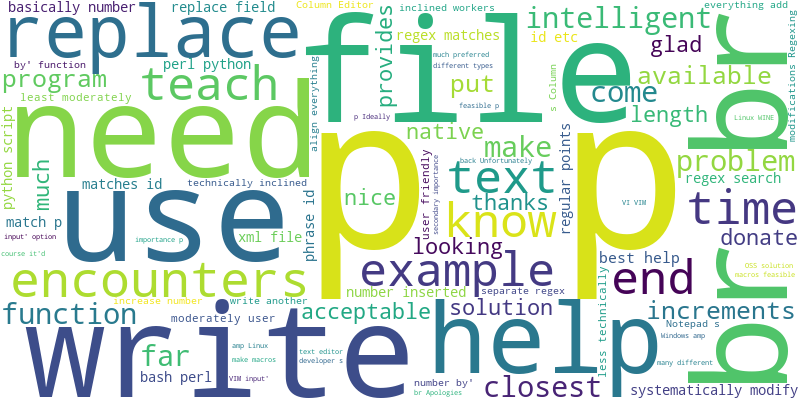 replace
basically number
replace field
Column Editor
inclined workers
everything add
by' function
perl python
file
provides
regex matches
much preferred
different types
intelligent
id etc
glad
br
modifications Regexing
program
least moderately
teach
align everything
put
feasible p
available
come
need
python script
p Ideally
s Column
length
Linux WINE
native
make
p p
problem
regex search
much
matches id
technically inclined
user friendly
secondary importance
back Unfortunately
text
regular points
use
match p
phrase id
nice
thanks
know
VI VIM
time
input' option
course it'd
importance p
xml file
looking
donate
encounters
example
best help
end
OSS solution
macros feasible
br
increase number
write another
number inserted
separate regex
less technically
Notepad s
function
moderately user
acceptable
solution
increments
write
help
Windows amp
far
amp Linux
make macros
text editor
developer s
many different
bash perl
VIM input'
number by'
br Apologies
closest
systematically modify